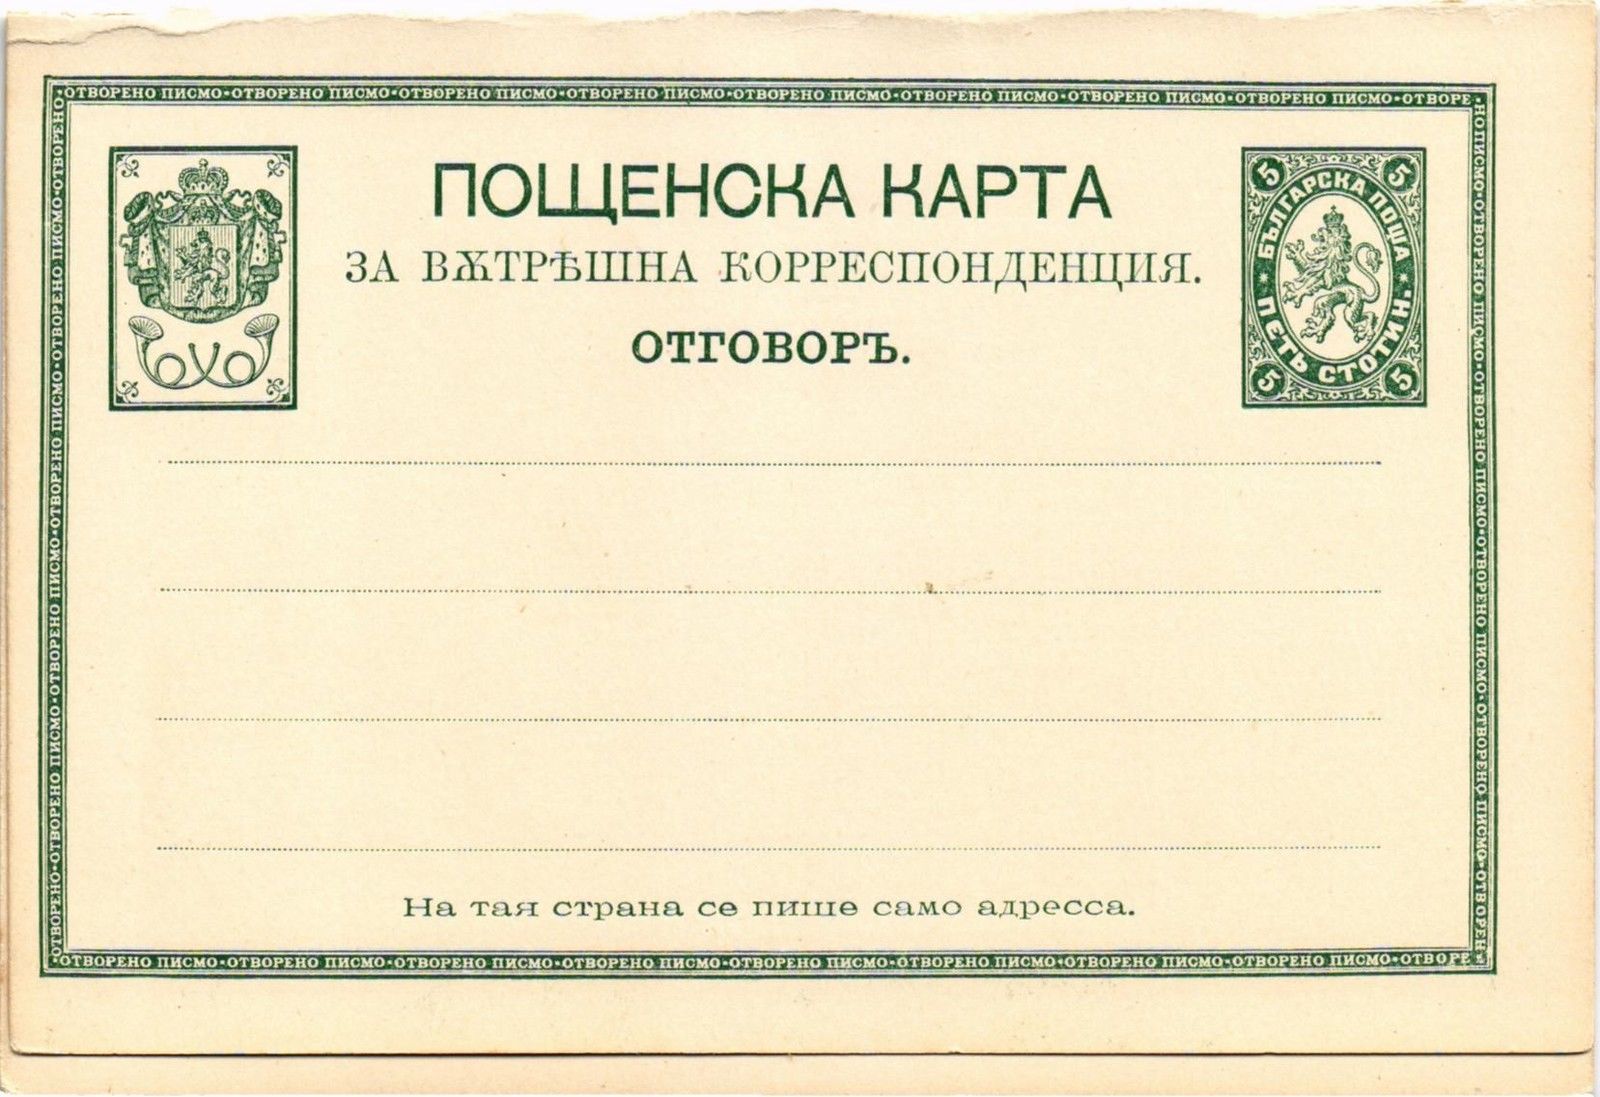 ОТВОРЕНО ПИСМО·ОТВОРЕНО ПИСМО·ОТВОРЕНО ПИСМО·ОТВОРЕНО ПИСМО·ОТВОРЕНО ПИСМО·ОТВОРЕНО ПИСМО·ОТВОРЕНО ПИСМО·ОТВОРЕНО ПИСМО·ОТВОРЕ
ПОЩЕНСКА КАРТА
ЗА ВѪТРѢШНА КОРРЕСПОНДЕНЦИЯ.
ОТГОВОРЪ.
5 5
БЪЛГАРСКА ПОЩА
ПЕТЬ СТОТИН.
5 5
На тая страна се пише само адресса.
ОТВОРЕНО ПИСМО·ОТВОРЕНО ПИСМО·ОТВОРЕНО ПИСМО·ОТВОРЕНО ПИСМО·ОТВОРЕНО ПИСМО·ОТВОРЕНО ПИСМО·ОТВОРЕНО ПИСМО·ОТВОРЕНО ПИСМО·ОТВОРЕ